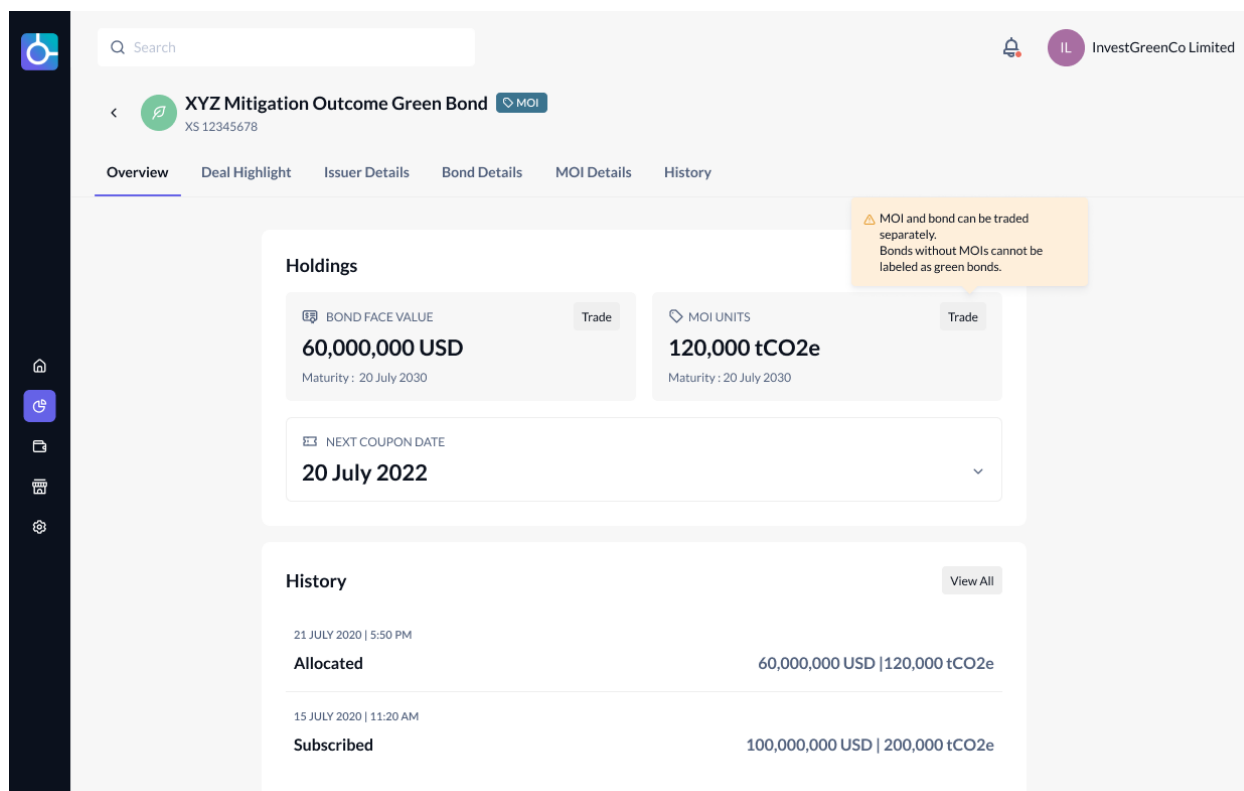 Search
IL
InvestGreenCo Limited
XYZ Mitigation Outcome Green Bond
MOI
XS 12345678
Overview
Deal Highlight
Issuer Details
Bond Details
MOI Details
History
MOI and bond can be traded
separately.
Bonds without MOIs cannot be
labeled as green bonds.
Holdings
BOND FACE VALUE
Trade
60,000,000 USD
Maturity : 20 July 2030
MOI UNITS
Trade
120,000 tCO2e
Maturity : 20 July 2030
NEXT COUPON DATE
20 July 2022
History
View All
21 JULY 2020 | 5:50 PM
Allocated
60,000,000 USD |120,000 tCO2e
15 JULY 2020 | 11:20 AM
Subscribed
100,000,000 USD | 200,000 tCO2e